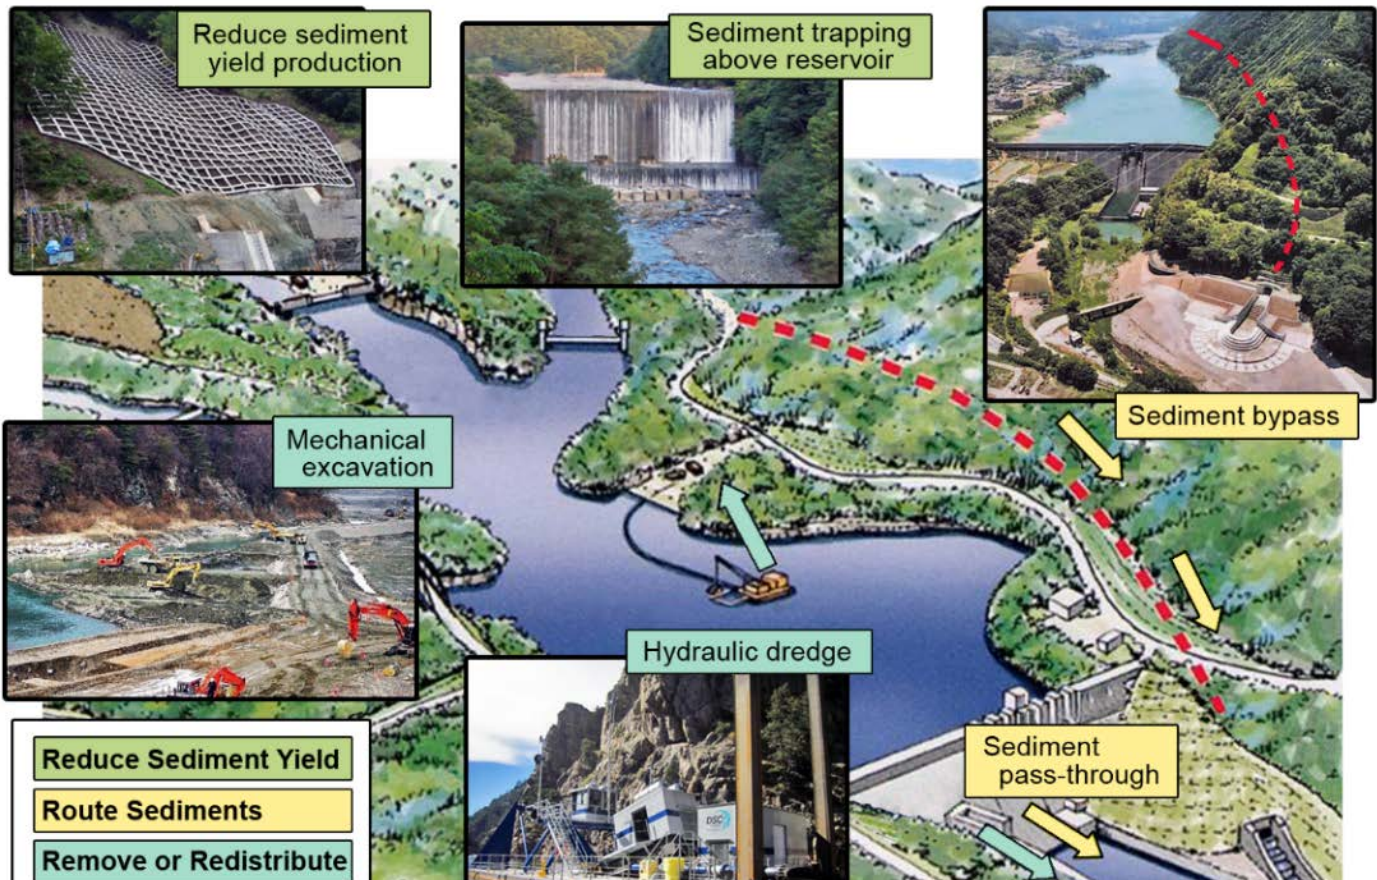 Reduce sediment
yield production
Sediment trapping
above reservoir
Sediment bypass
Mechanical
excavation
Hydraulic dredge
DSC
Sediment
pass-through
Reduce Sediment Yield
Route Sediments
Remove or Redistribute